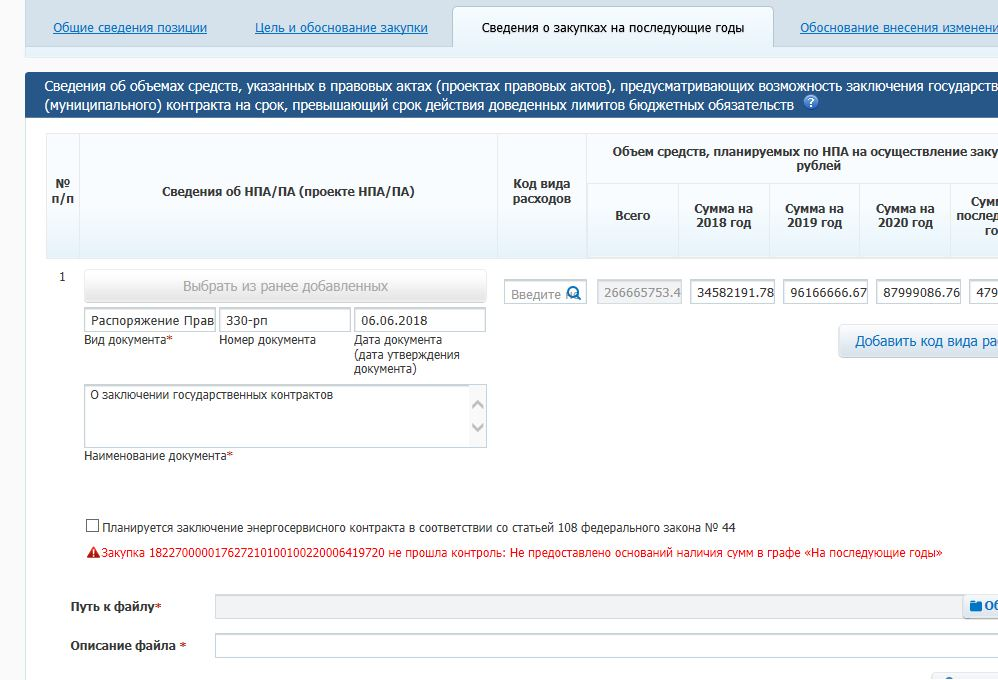 Общие сведения позиции
Цель и обоснование закупки
Сведения о закупках на последующие годы
Обоснование внесения изменени
Сведения об объемах средств, указанных в правовых актах (проектах правовых актов), предусматривающих возможность заключения государств
(муниципального) контракта на срок, превышающий срок действия доведенных лимитов бюджетных обязательств ?
№
п/п
Сведения об НПА/ПА (проекте НПА/ПА)
Код вида
расходов
Объем средств, планируемых по НПА на осуществление заку
рублей
Всего
Сумма на
2018 год
Сумма на
2019 год
Сумма на
2020 год
Сумм
послед
го
1
Выбрать из ранее добавленных
Введите на
266665753.4
34582191.78
96166666.67
87999086.76
479
Распоряжение Прав
330-рп
06.06.2018
Вид документа*
Номер документа
Дата документа
(дата утверждения
документа)
Добавить код вида ра
О заключении государственных контрактов
Наименование документа*
Планируется заключение энергосервисного контракта в соответствии со статьей 108 федерального закона № 44
Закупка 182270000017627210100100220006419720 не прошла контроль: Не предоставлено оснований наличия сумм в графе «На последующие годы»
Путь к файлу*
Об
Описание файла *